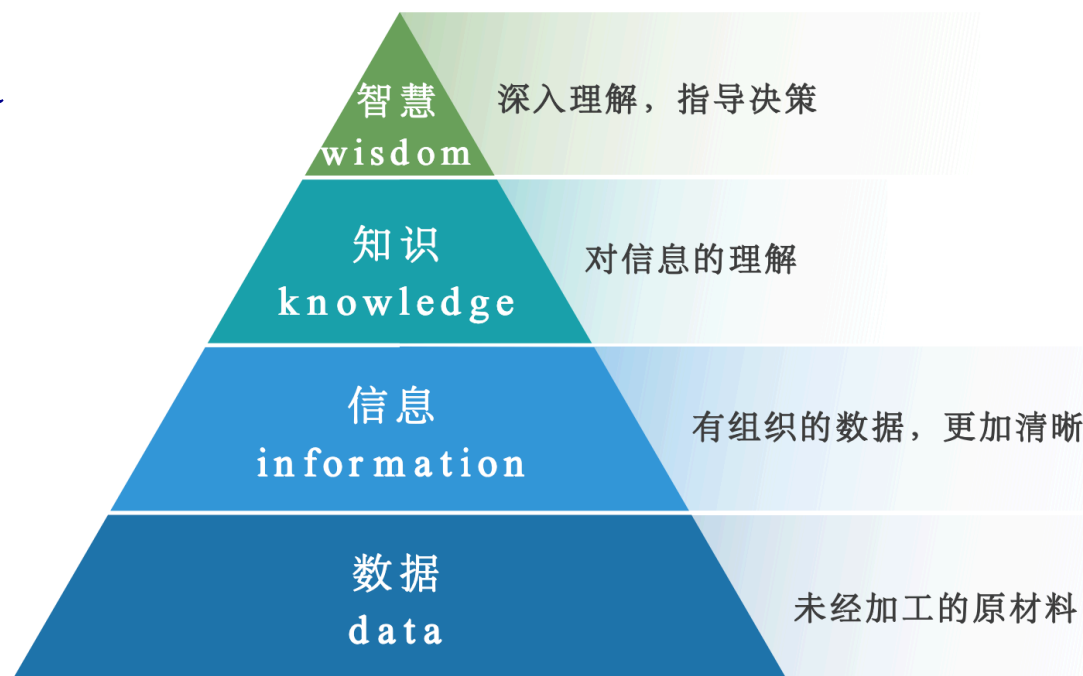 智慧
wisdom
深入理解，指导决策
知识
knowledge
对信息的理解
信息
information
有组织的数据，更加清晰
数据
data
未经加工的原材料